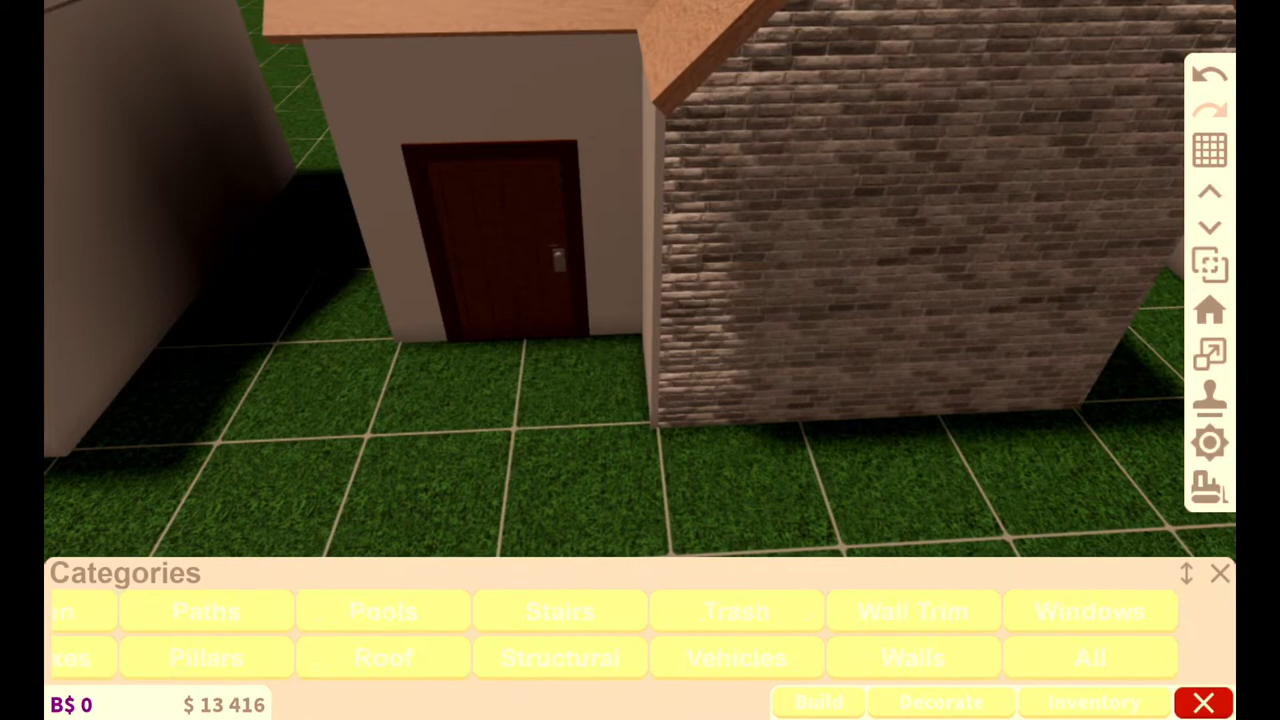 Categories
Paths Pools Stairs Trash Wall Trim Windows
Pillars Roof Structural Vehicles Walls All
B$ 0 $ 13 416 Build Decorate Inventory